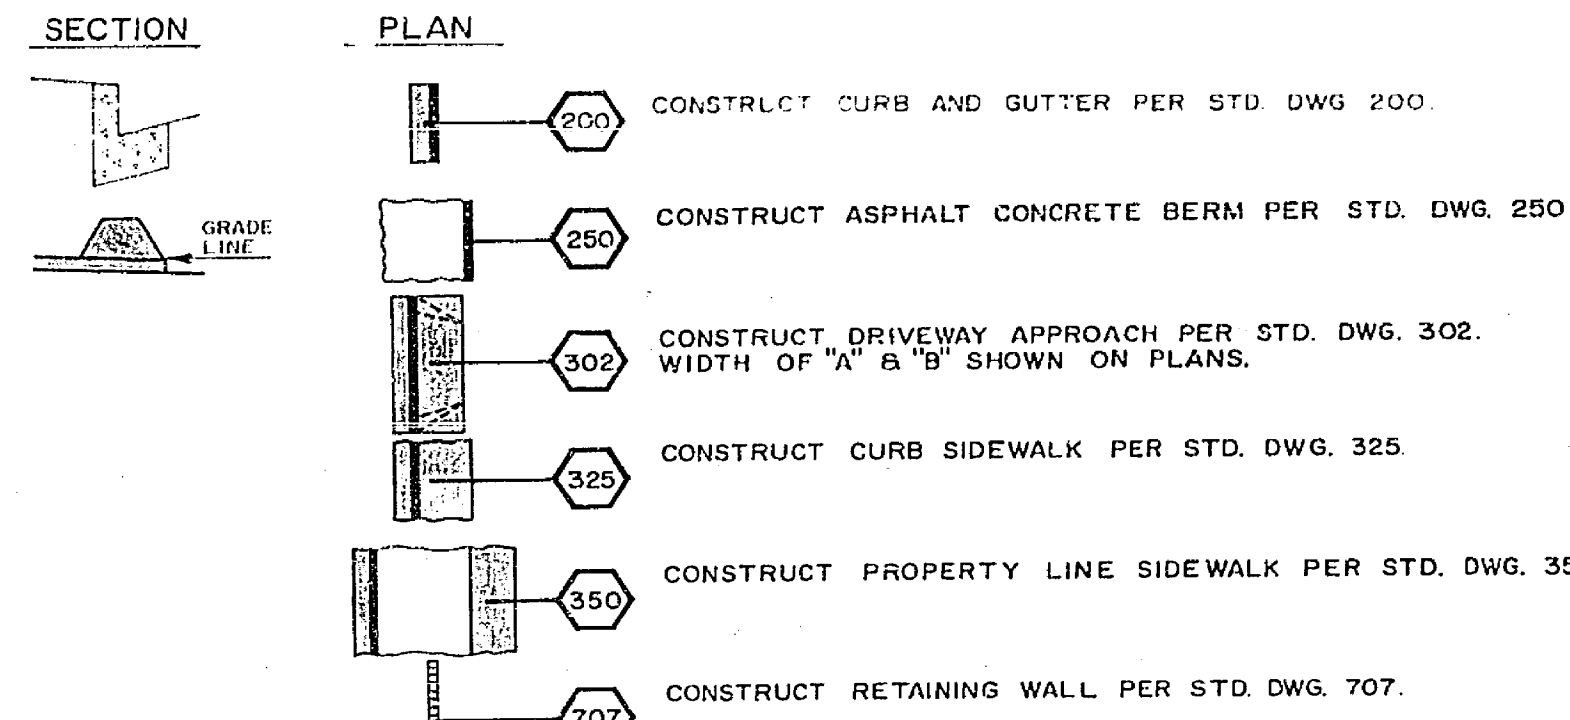 SECTION
PLAN
200
CONSTRUCT CURB AND GUTTER PER STD. DWG 200.
GRADE
LINE
250
CONSTRUCT ASPHALT CONCRETE BERM PER STD. DWG. 250
302
CONSTRUCT DRIVEWAY APPROACH PER STD. DWG. 302.
WIDTH OF "A" & "B" SHOWN ON PLANS.
325
CONSTRUCT CURB SIDEWALK PER STD. DWG. 325.
350
CONSTRUCT PROPERTY LINE SIDEWALK PER STD. DWG. 35
707
CONSTRUCT RETAINING WALL PER STD. DWG. 707.